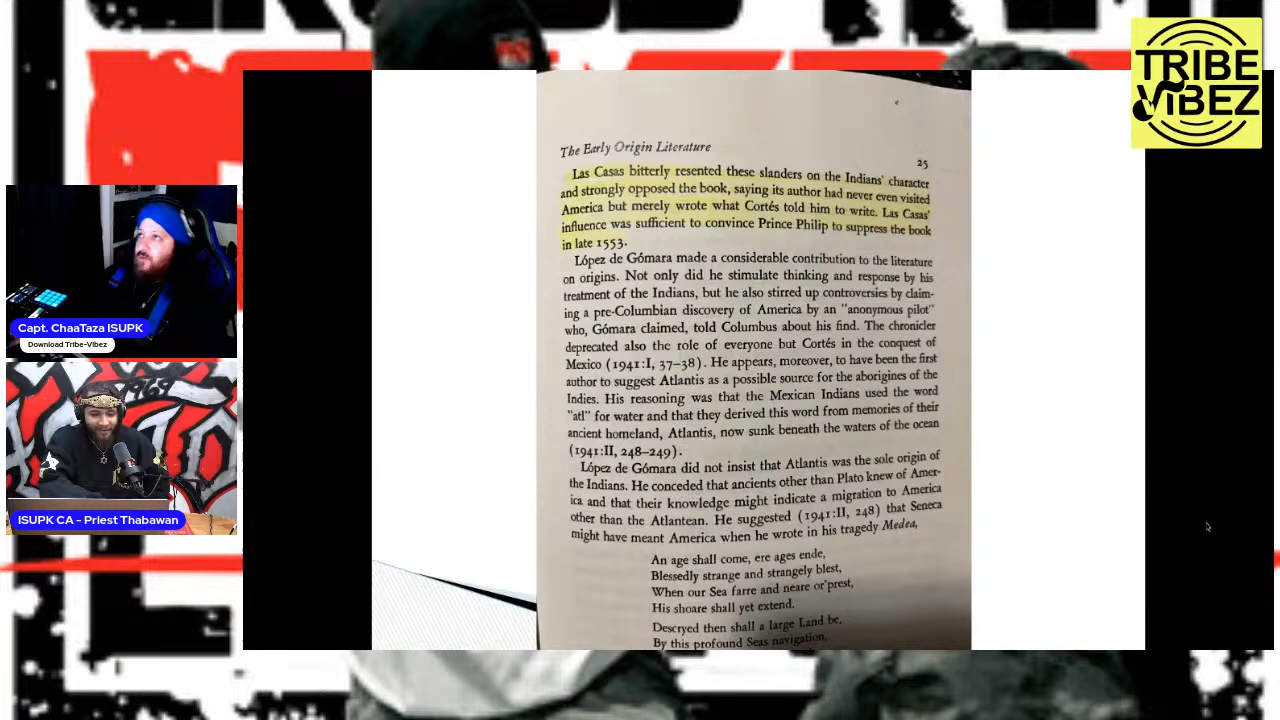 TRIBE
VIBEZ
The Early Origin Literature
25
Las Casas bitterly resented these slanders on the Indians' character
and strongly opposed the book, saying its author had never even visited
America but merely wrote what Cortés told him to write. Las Casas'
influence was sufficient to convince Prince Philip to suppress the book
in late 1553.
López de Gómara made a considerable contribution to the literature
on origins. Not only did he stimulate thinking and response by his
treatment of the Indians, but he also stirred up controversies by claim-
ing a pre-Columbian discovery of America by an "anonymous pilot"
who, Gómara claimed, told Columbus about his find. The chronicler
deprecated also the role of everyone but Cortés in the conquest of
Mexico (1941:I, 37–38). He appears, moreover, to have been the first
author to suggest Atlantis as a possible source for the aborigines of the
Indies. His reasoning was that the Mexican Indians used the word
"atl" for water and that they derived this word from memories of their
ancient homeland, Atlantis, now sunk beneath the waters of the ocean
(1941:II, 248–249).
López de Gómara did not insist that Atlantis was the sole origin of
the Indians. He conceded that ancients other than Plato knew of Amer-
ica and that their knowledge might indicate a migration to America
other than the Atlantean. He suggested (1941:II, 248) that Seneca
might have meant America when he wrote in his tragedy Medea,
An age shall come, ere ages ende,
Blessedly strange and strangely blest,
When our Sea farre and neare or'prest,
His shoare shall yet extend.
Descryed then shall a large Land be,
By this profound Seas navigation.
Capt. ChaaTaza ISUPK
Download Tribe-Vibez
1969
ISUPK CA - Priest Thabawan